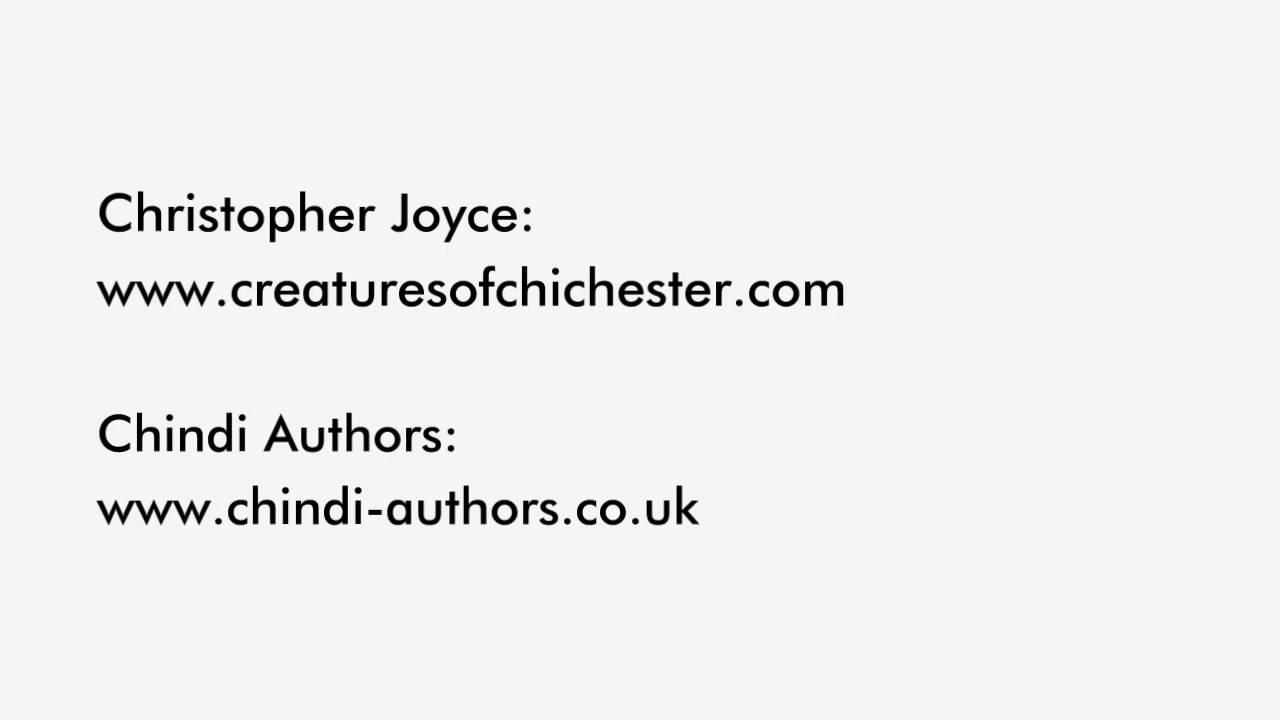 Christopher Joyce:
www.creaturesofchichester.com
Chindi Authors:
www.chindi-authors.co.uk